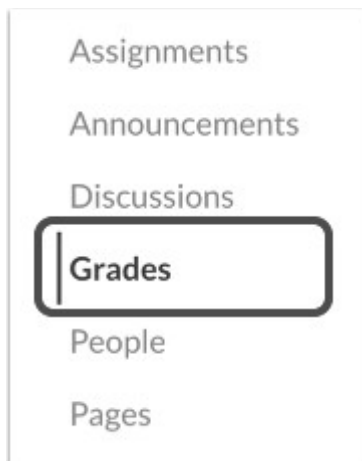 Assignments
Announcements
Discussions
Grades
People
Pages